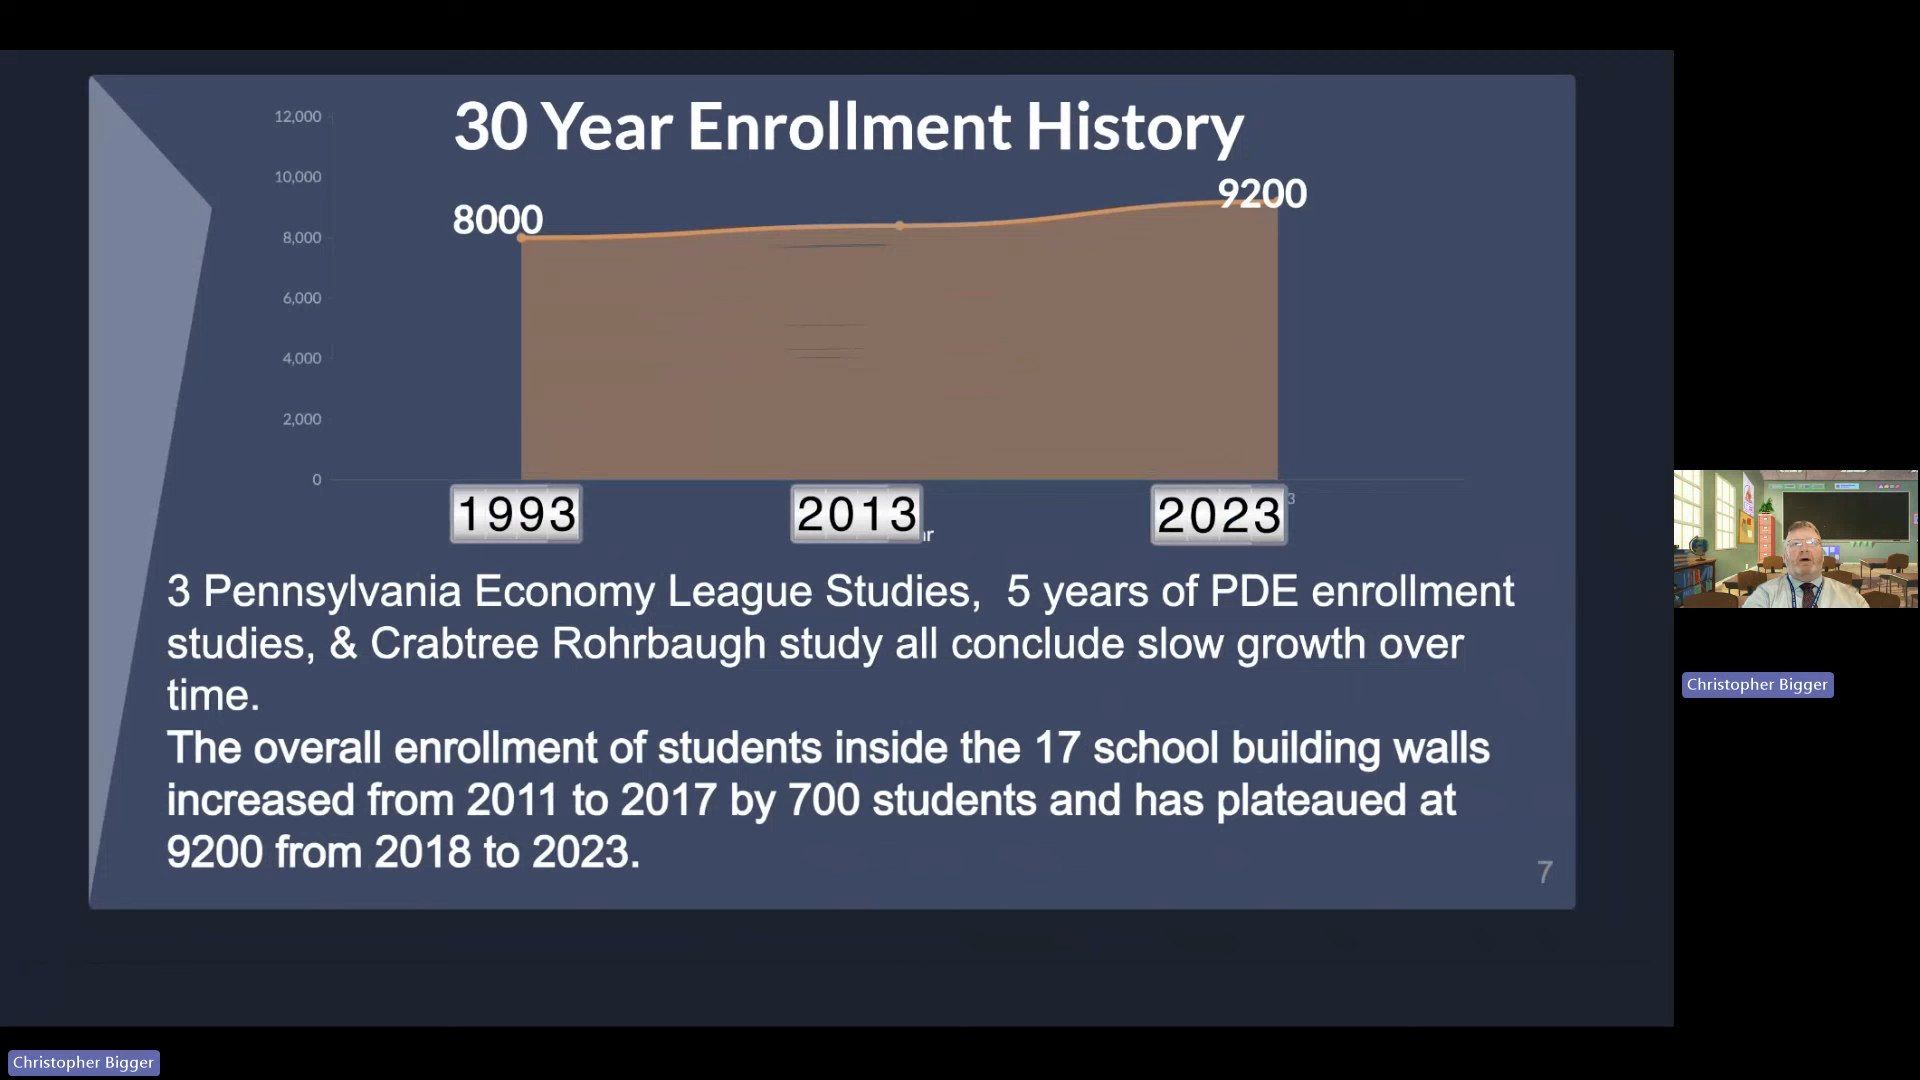 30 Year Enrollment History
12,000
10,000
8,000
6,000
4,000
2,000
0
8000
9200
1993
2013
2023
3
ar
3 Pennsylvania Economy League Studies,  5 years of PDE enrollment
studies, & Crabtree Rohrbaugh study all conclude slow growth over
time.
The overall enrollment of students inside the 17 school building walls
increased from 2011 to 2017 by 700 students and has plateaued at
9200 from 2018 to 2023.
7
Christopher Bigger
Christopher Bigger